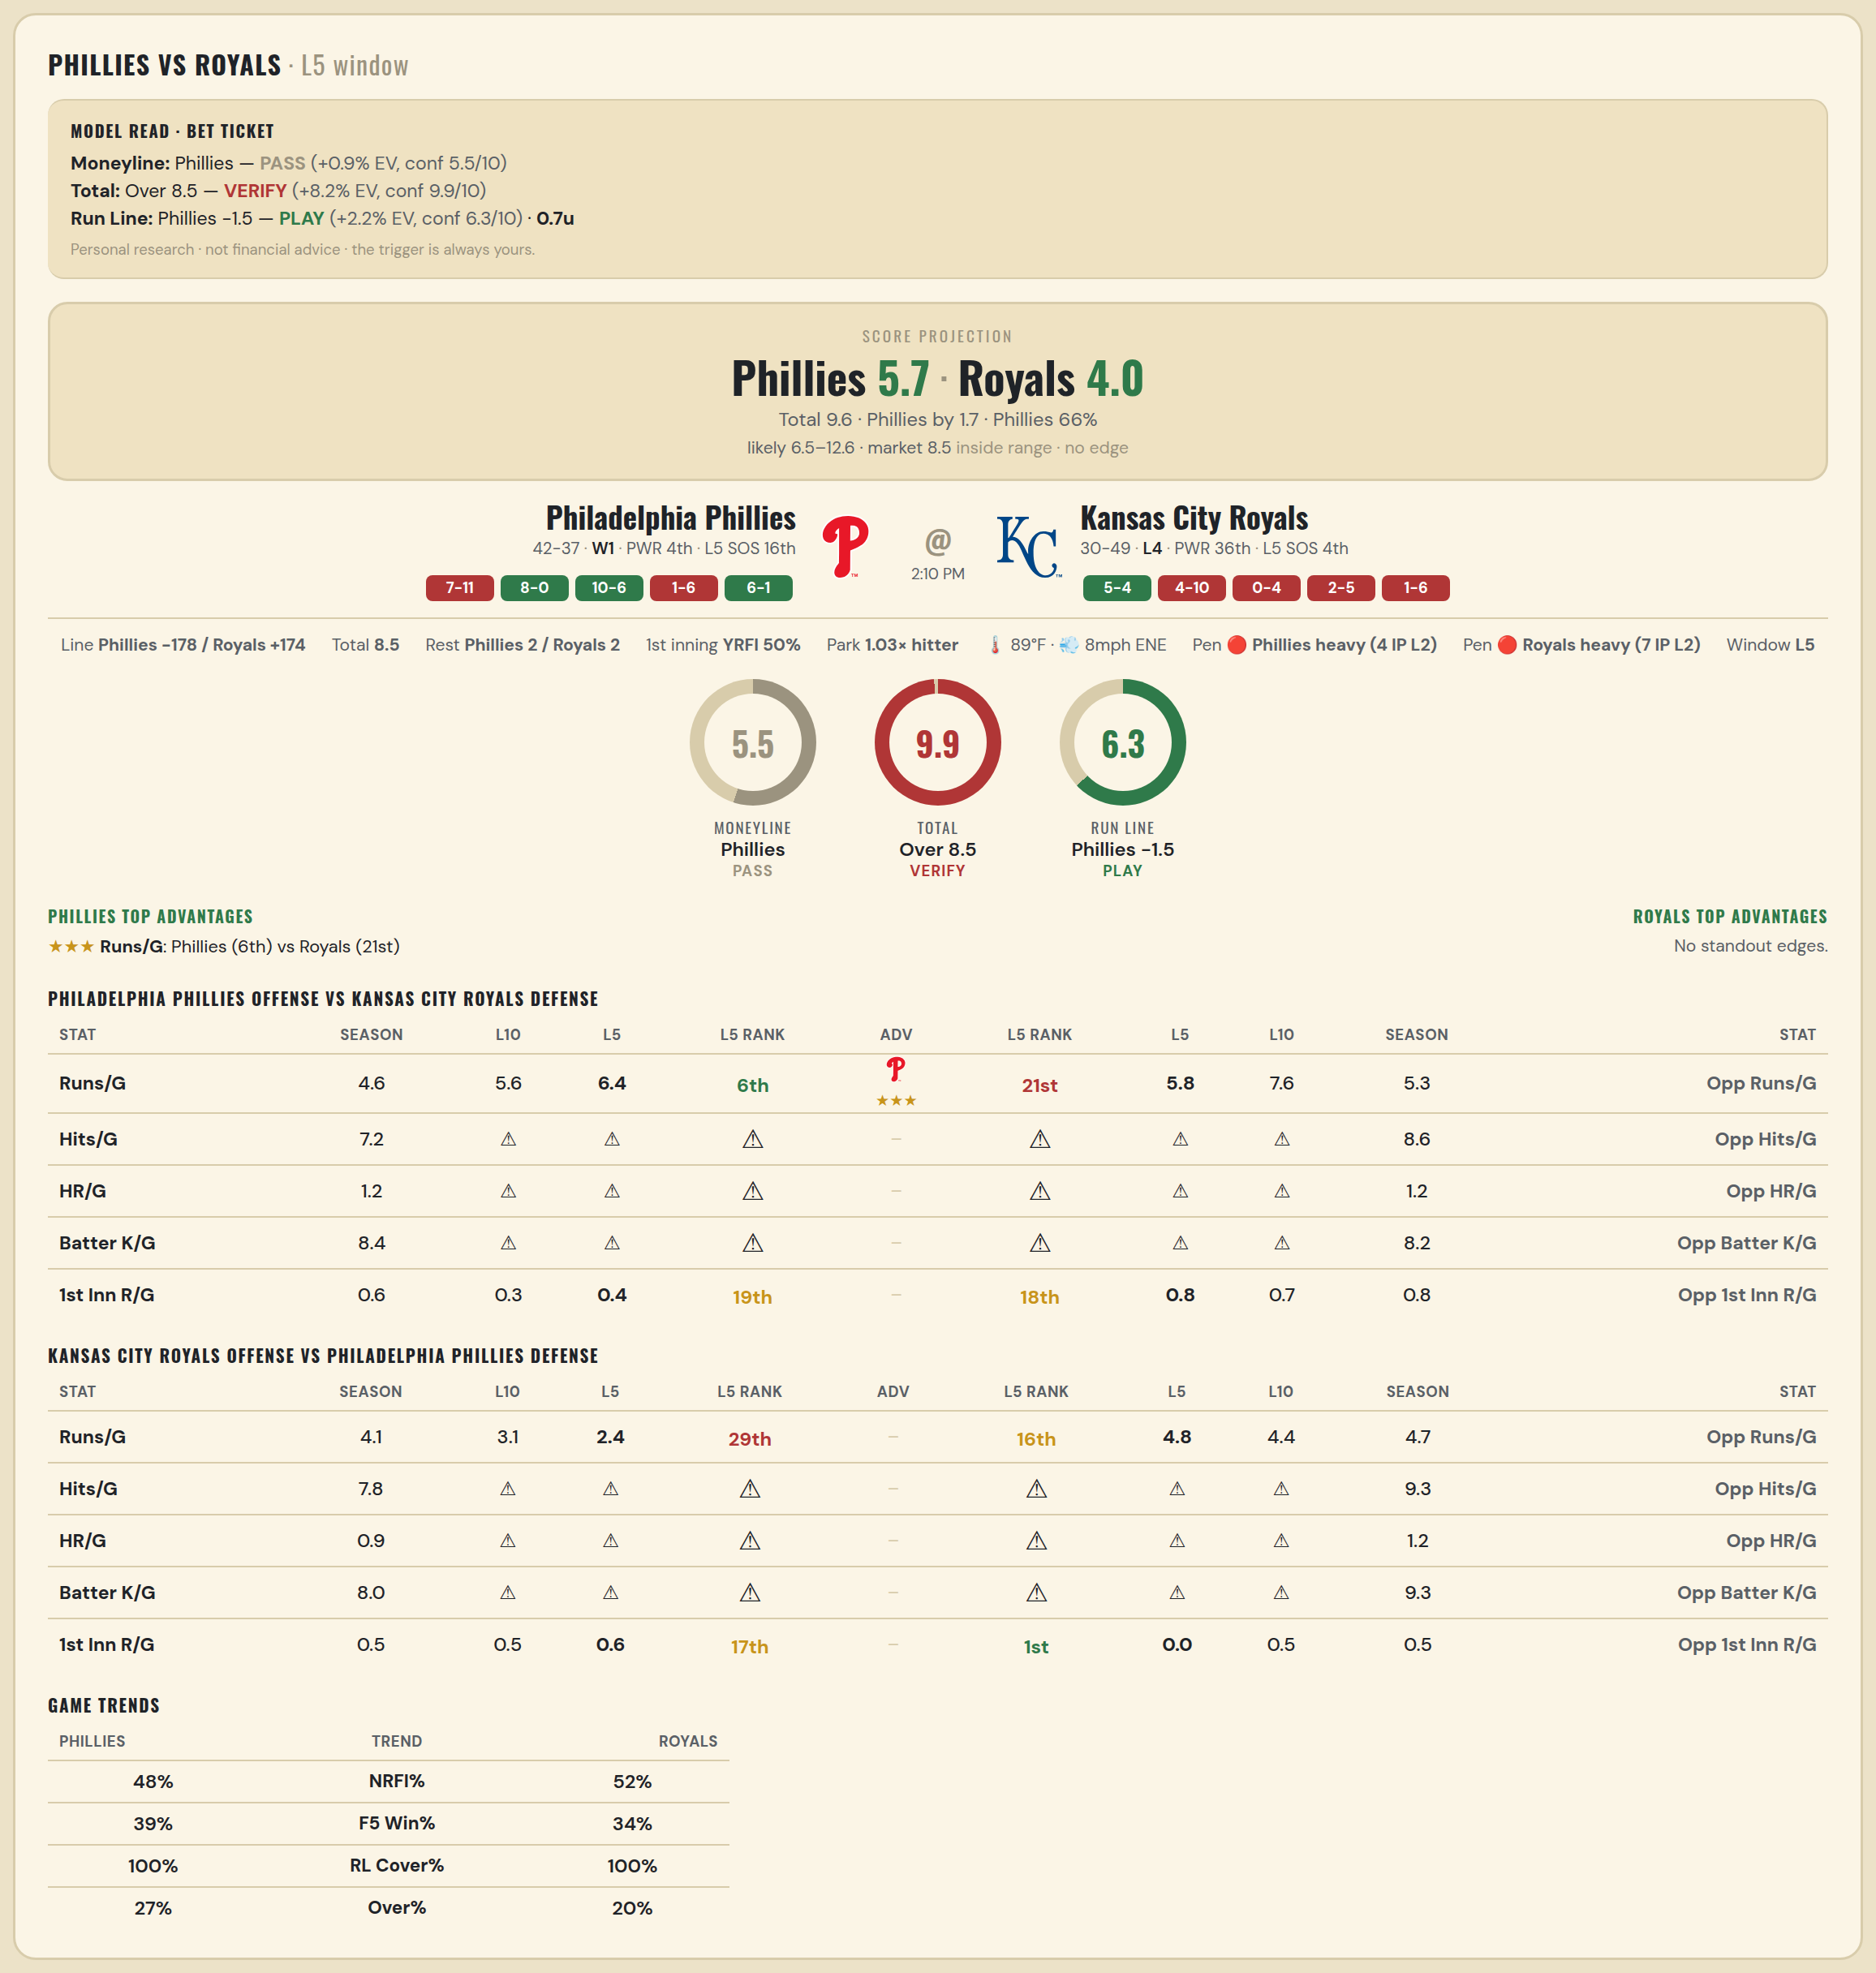 PHILLIES VS ROYALS · L5 window
MODEL READ · BET TICKET
Moneyline: Phillies — PASS (+0.9% EV, conf 5.5/10)
Total: Over 8.5 — VERIFY (+8.2% EV, conf 9.9/10)
Run Line: Phillies -1.5 — PLAY (+2.2% EV, conf 6.3/10) · 0.7u
Personal research · not financial advice · the trigger is always yours.
SCORE PROJECTION
Phillies 5.7 · Royals 4.0
Total 9.6 · Phillies by 1.7 · Phillies 66%
likely 6.5–12.6 · market 8.5 inside range · no edge
Philadelphia Phillies
42-37 · W1 · PWR 4th · L5 SOS 16th
7-11 8-0 10-6 1-6 6-1
P ™
@
2:10 PM
KC ™
Kansas City Royals
30-49 · L4 · PWR 36th · L5 SOS 4th
5-4 4-10 0-4 2-5 1-6
Line Phillies -178 / Royals +174 Total 8.5 Rest Phillies 2 / Royals 2 1st inning YRFI 50% Park 1.03× hitter 🌡️ 89°F · 💨 8mph ENE Pen 🔴 Phillies heavy (4 IP L2) Pen 🔴 Royals heavy (7 IP L2) Window L5
5.5 9.9 6.3
MONEYLINE TOTAL RUN LINE
Phillies Over 8.5 Phillies -1.5
PASS VERIFY PLAY
PHILLIES TOP ADVANTAGES
★★★ Runs/G: Phillies (6th) vs Royals (21st)
ROYALS TOP ADVANTAGES
No standout edges.
PHILADELPHIA PHILLIES OFFENSE VS KANSAS CITY ROYALS DEFENSE
STAT SEASON L10 L5 L5 RANK ADV L5 RANK L5 L10 SEASON STAT
Runs/G 4.6 5.6 6.4 6th P ★★★ 21st 5.8 7.6 5.3 Opp Runs/G
Hits/G 7.2 ⚠ ⚠ ⚠ – ⚠ ⚠ ⚠ 8.6 Opp Hits/G
HR/G 1.2 ⚠ ⚠ ⚠ – ⚠ ⚠ ⚠ 1.2 Opp HR/G
Batter K/G 8.4 ⚠ ⚠ ⚠ – ⚠ ⚠ ⚠ 8.2 Opp Batter K/G
1st Inn R/G 0.6 0.3 0.4 19th – 18th 0.8 0.7 0.8 Opp 1st Inn R/G
KANSAS CITY ROYALS OFFENSE VS PHILADELPHIA PHILLIES DEFENSE
STAT SEASON L10 L5 L5 RANK ADV L5 RANK L5 L10 SEASON STAT
Runs/G 4.1 3.1 2.4 29th – 16th 4.8 4.4 4.7 Opp Runs/G
Hits/G 7.8 ⚠ ⚠ ⚠ – ⚠ ⚠ ⚠ 9.3 Opp Hits/G
HR/G 0.9 ⚠ ⚠ ⚠ – ⚠ ⚠ ⚠ 1.2 Opp HR/G
Batter K/G 8.0 ⚠ ⚠ ⚠ – ⚠ ⚠ ⚠ 9.3 Opp Batter K/G
1st Inn R/G 0.5 0.5 0.6 17th – 1st 0.0 0.5 0.5 Opp 1st Inn R/G
GAME TRENDS
PHILLIES TREND ROYALS
48% NRFI% 52%
39% F5 Win% 34%
100% RL Cover% 100%
27% Over% 20%